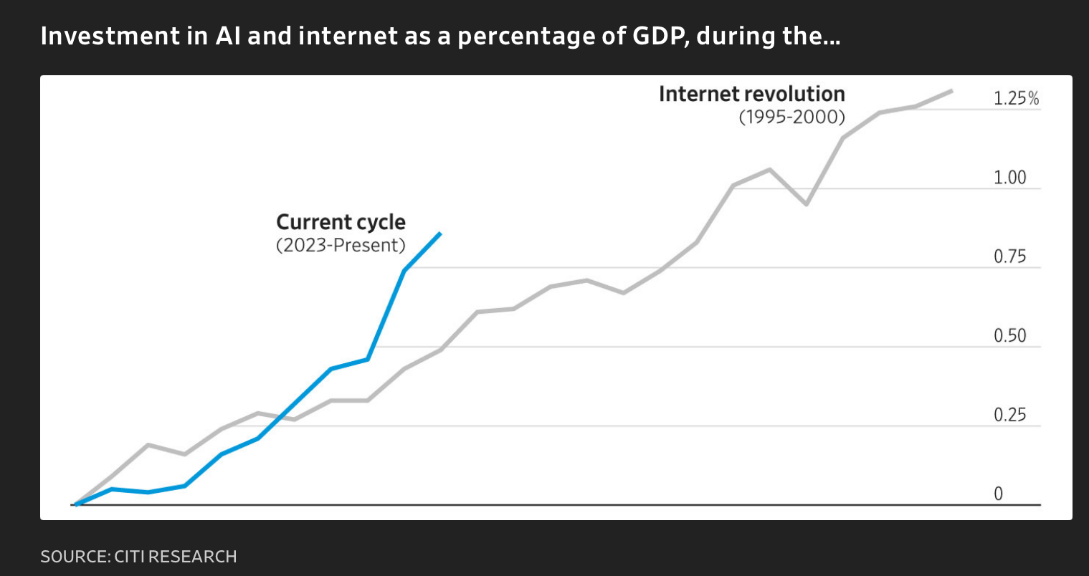 Investment in AI and internet as a percentage of GDP, during the...
Internet revolution
(1995-2000)
1.25%
1.00
Current cycle
(2023-Present)
0.75
0.50
0.25
0
SOURCE: CITI RESEARCH